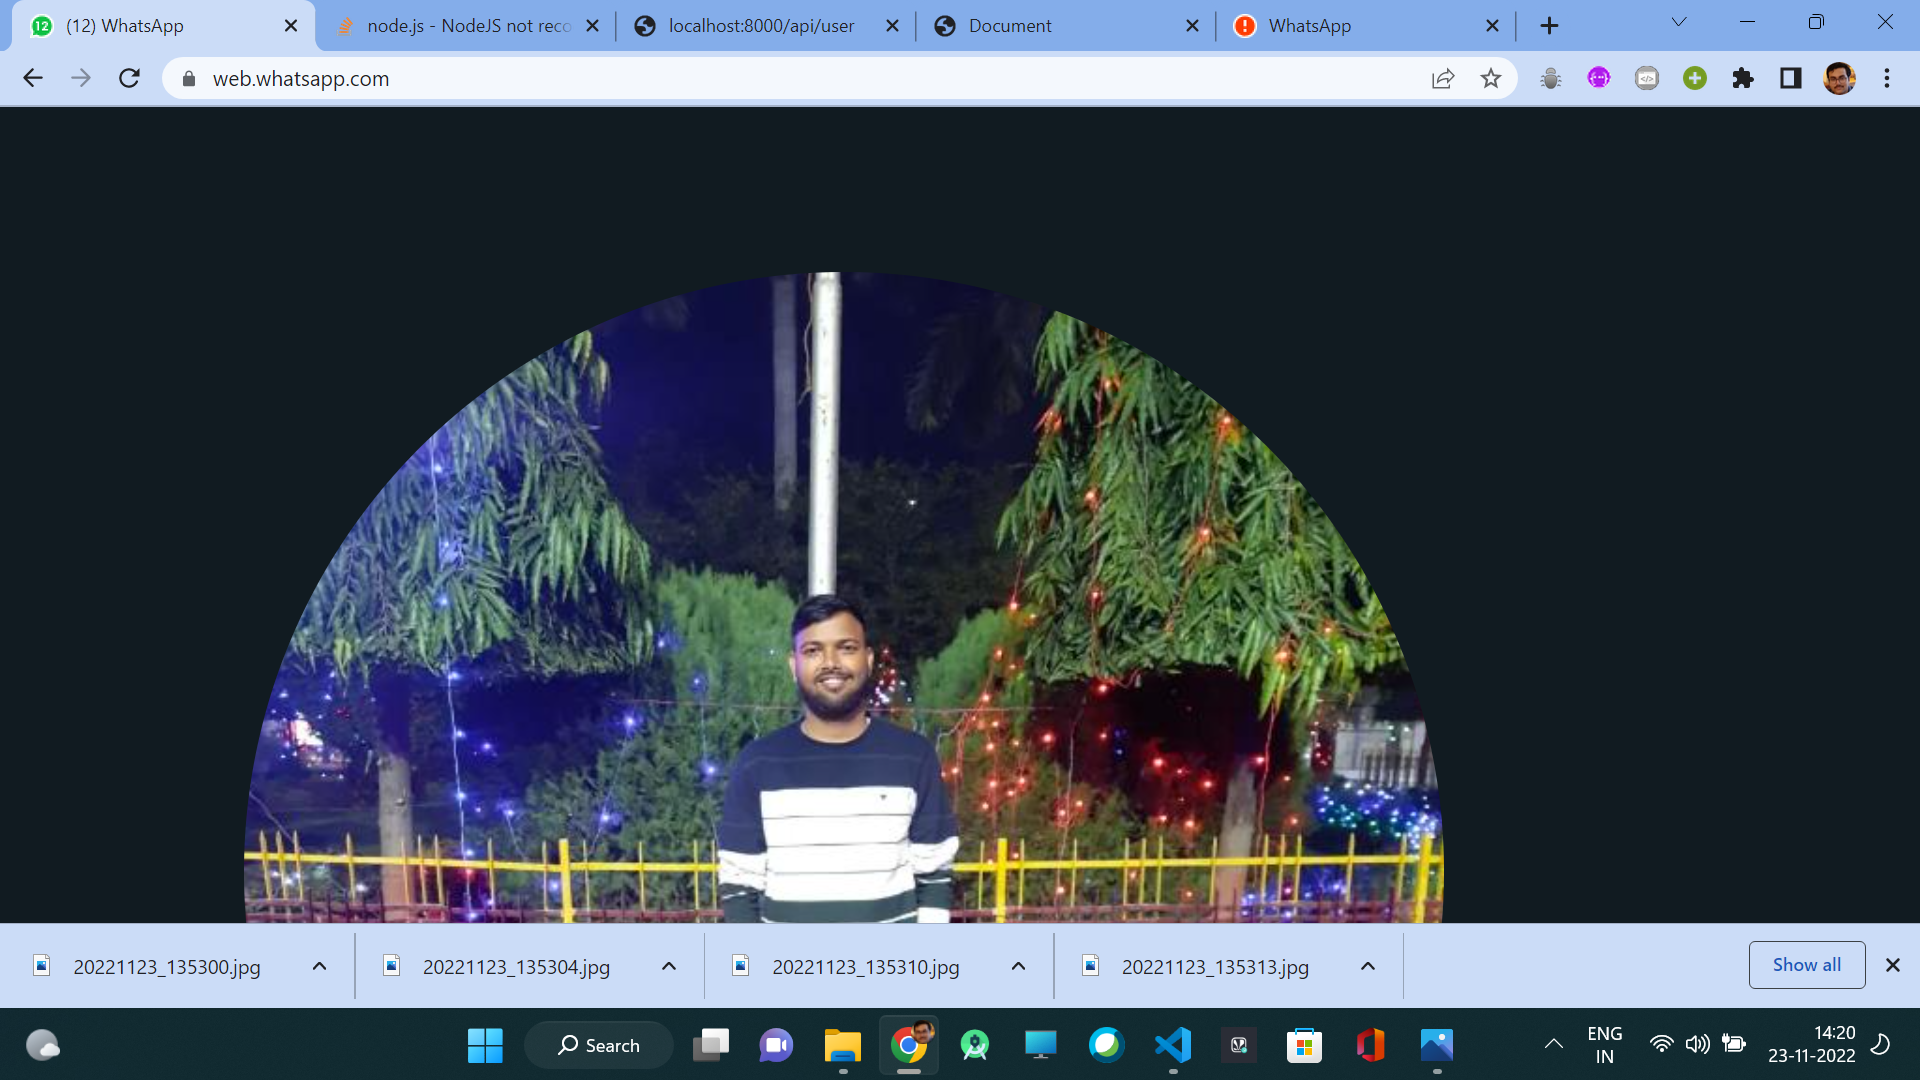 (12) WhatsApp
node.js - NodeJS not reco
localhost:8000/api/user
Document
WhatsApp
web.whatsapp.com
20221123_135300.jpg
20221123_135304.jpg
20221123_135310.jpg
20221123_135313.jpg
Show all
Search
ENG
IN
14:20
23-11-2022